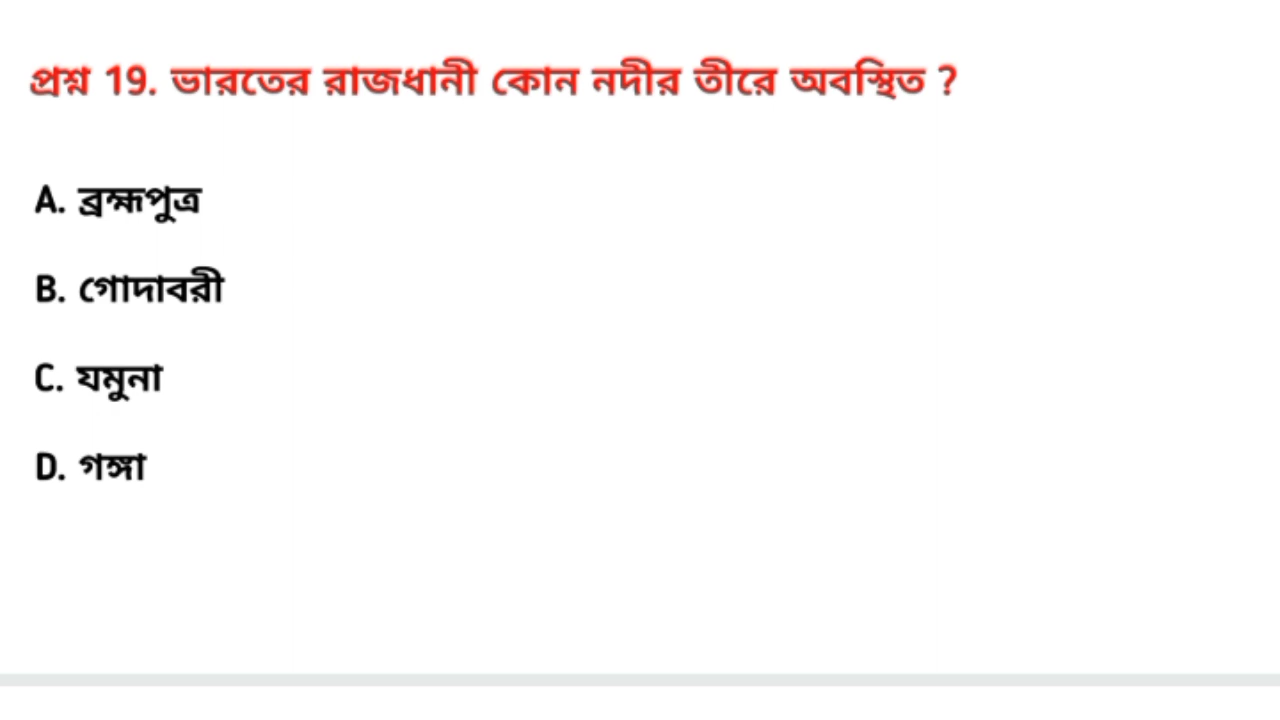 প্রশ্ন 19. ভারতের রাজধানী কোন নদীর তীরে অবস্থিত ?
A. ব্রহ্মপুত্র
B. গোদাবরী
C. যমুনা
D. গঙ্গা